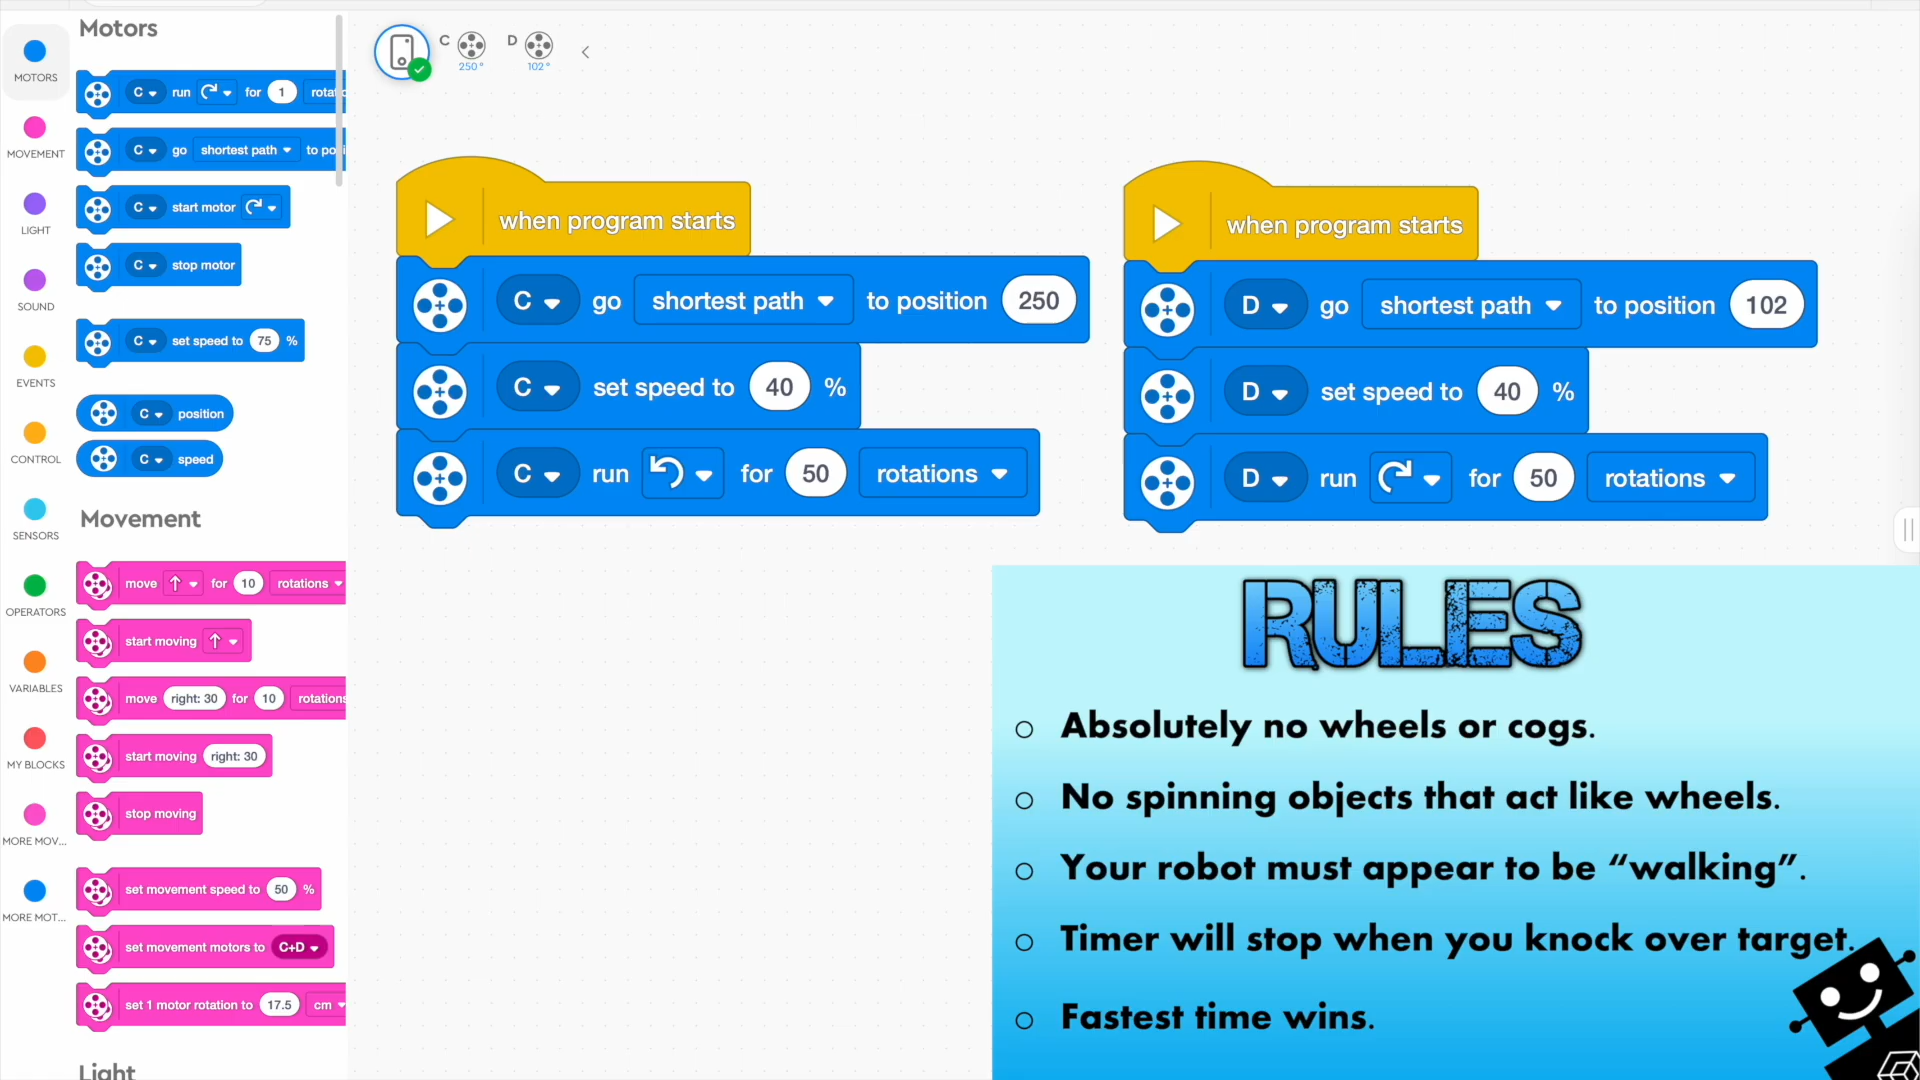 Motors
MOTORS
MOVEMENT
LIGHT
SOUND
EVENTS
CONTROL
SENSORS
OPERATORS
VARIABLES
MY BLOCKS
MORE MOV...
MORE MOT...
C run for 1
C go shortest path to
C start motor
C stop motor
C set speed to 75 %
C position
C speed
Movement
move for 10 rotations
start moving
move right: 30 for 10 rotations
start moving right: 30
stop moving
set movement speed to 50 %
set movement motors to C+D
set 1 motor rotation to 17.5 cm
Light
C 250° D 102°
when program starts
C go shortest path to position 250
C set speed to 40 %
C run for 50 rotations
when program starts
D go shortest path to position 102
D set speed to 40 %
D run for 50 rotations
RULES
Absolutely no wheels or cogs.
No spinning objects that act like wheels.
Your robot must appear to be “walking”.
Timer will stop when you knock over target.
Fastest time wins.